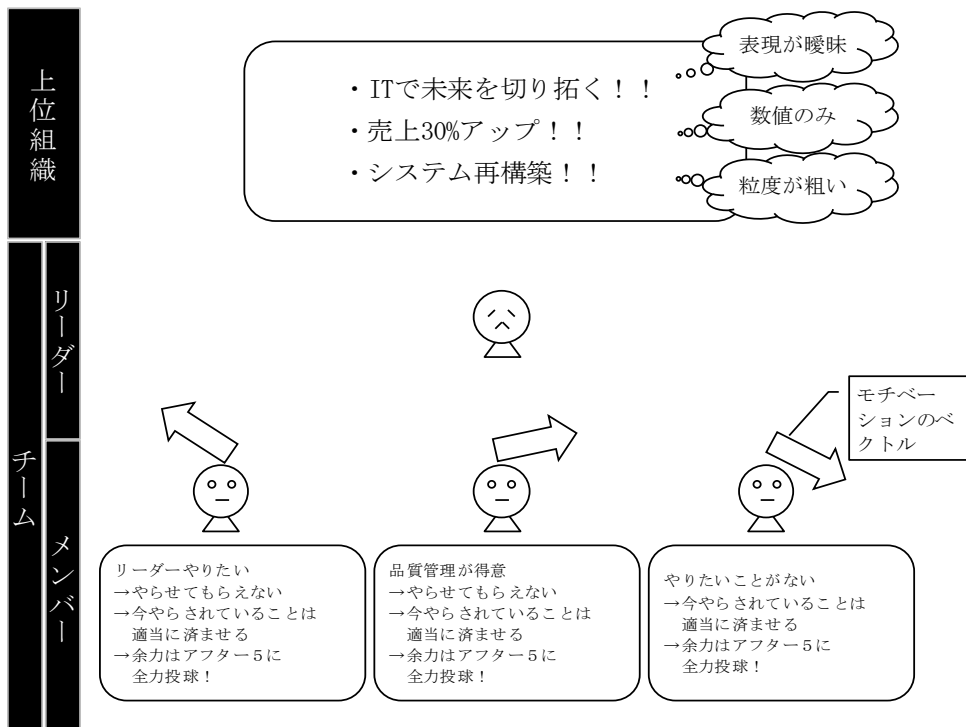 上位組織
・ITで未来を切り拓く！！
・売上30%アップ！！
・システム再構築！！
表現が曖昧
数値のみ
粒度が粗い
チーム
リーダー
モチベー
ションのベ
クトル
メンバー
リーダーやりたい
→やらせてもらえない
→今やらされていることは
適当に済ませる
→余力はアフター５に
全力投球！
品質管理が得意
→やらせてもらえない
→今やらされていることは
適当に済ませる
→余力はアフター５に
全力投球！
やりたいことがない
→今やらされていることは
適当に済ませる
→余力はアフター５に
全力投球！